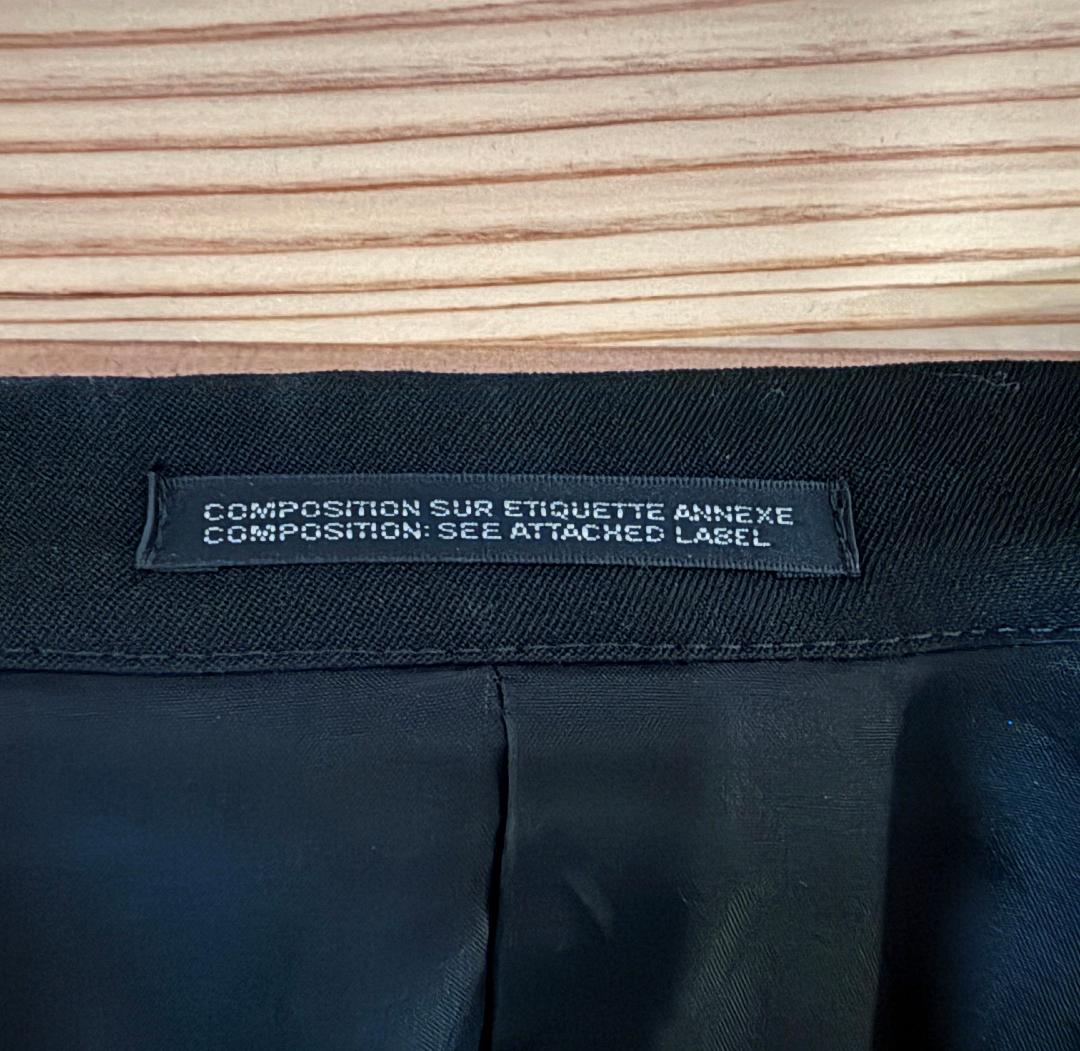 COMPOSITION SUR ETIQUETTE ANNEXE
COMPOSITION: SEE ATTACHED LABEL